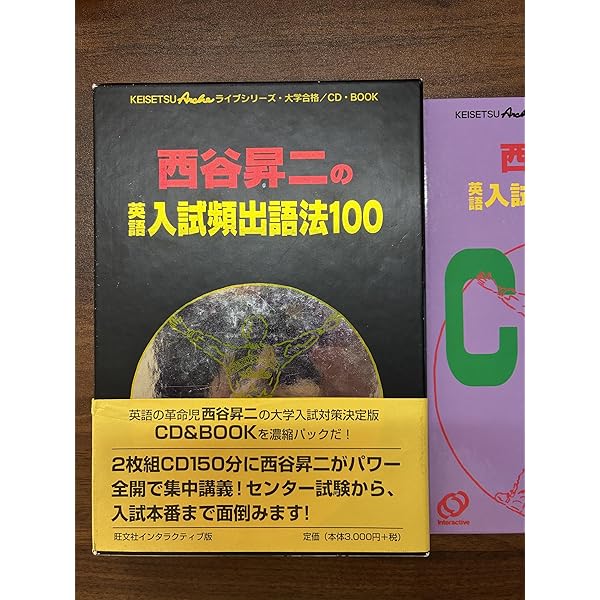 KEISETSU Arche ライブシリーズ・大学合格／CD・BOOK
西谷昇二の
英語 入試頻出語法100
英語の革命児西谷昇二の大学入試対策決定版
CD&BOOKを濃縮パックだ！
2枚組CD150分に西谷昇二がパワー
全開で集中講義！センター試験から、
入試本番まで面倒みます！
旺文社インタラクティブ版 定価（本体3,000円+税）
KEISETSU Arc
西
英語 入試
C
Interactive